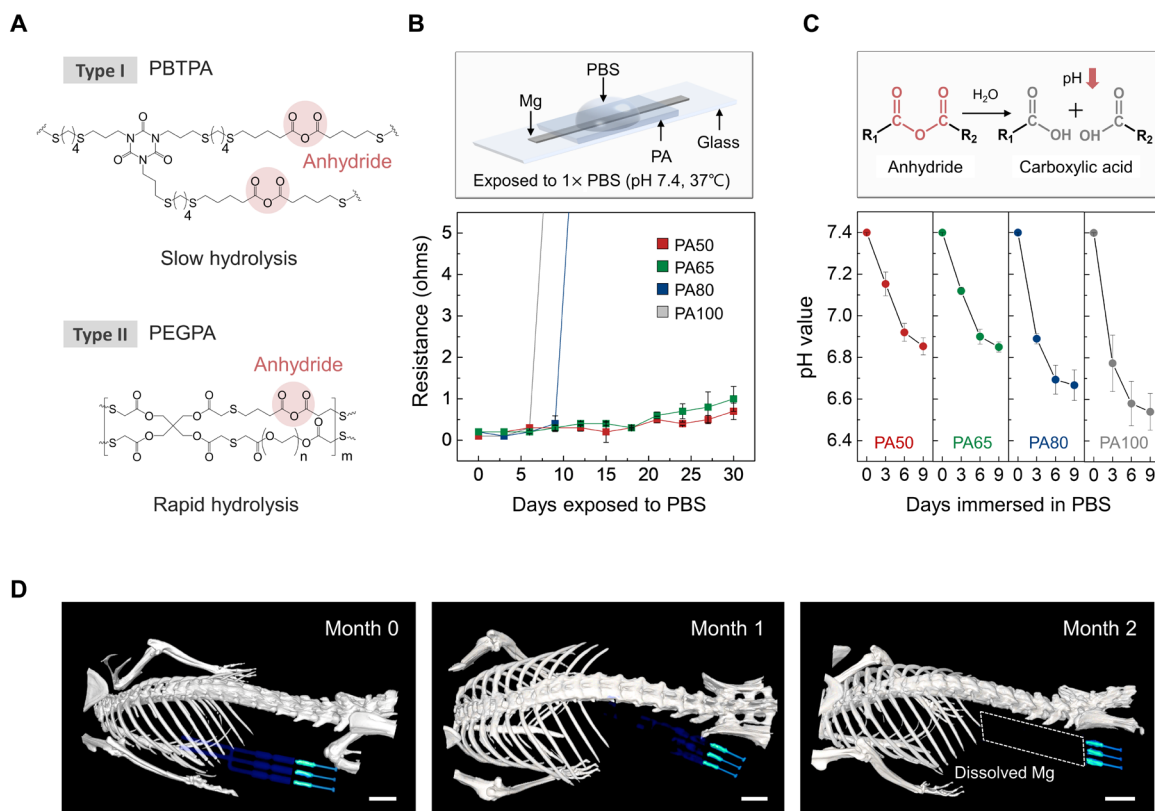 A
Type I PBTPA
S
S
4
N
N
N
O
O
O
S
4
S
O
O
O
S
Anhydride
S
4
S
O
O
O
S
Slow hydrolysis
Type II PEGPA
Anhydride
S
O
O
O
O
S
O
O
O
S
S
O
O
O
O
S
O
O
n
O
S
m
Rapid hydrolysis
B
PBS
Mg
Glass
PA
Exposed to 1× PBS (pH 7.4, 37℃)
Resistance (ohms)
5
4
3
2
1
0
PA50
PA65
PA80
PA100
0 5 10 15 20 25 30
Days exposed to PBS
C
pH
O O
R1 O R2
H2O
O
R1 OH
+
O
OH R2
Anhydride
Carboxylic acid
pH value
7.4
7.2
7.0
6.8
6.6
6.4
PA50 PA65 PA80 PA100
0 3 6 9 0 3 6 9 0 3 6 9 0 3 6 9
Days immersed in PBS
D
Month 0
Month 1
Month 2
Dissolved Mg